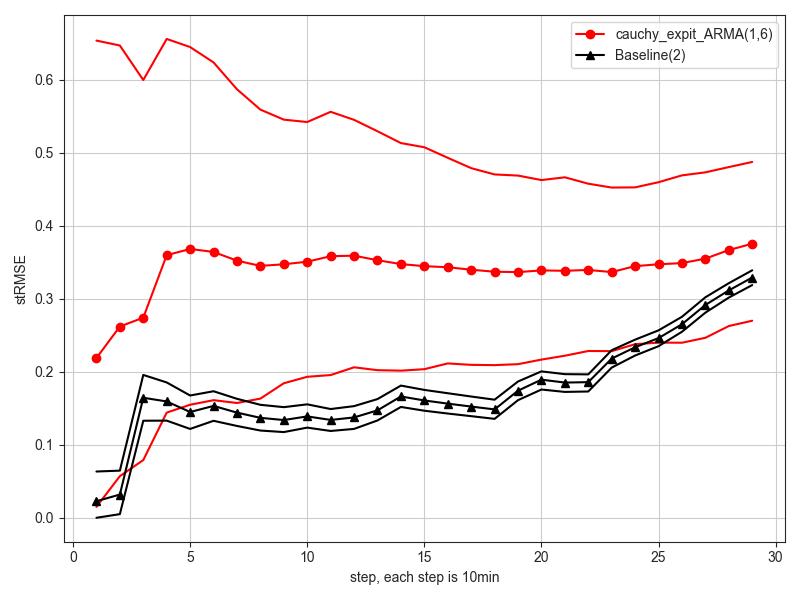 cauchy_expit_ARMA(1,6)
Baseline(2)
stRMSE
0.6
0.5
0.4
0.3
0.2
0.1
0.0
0 5 10 15 20 25 30
step, each step is 10min